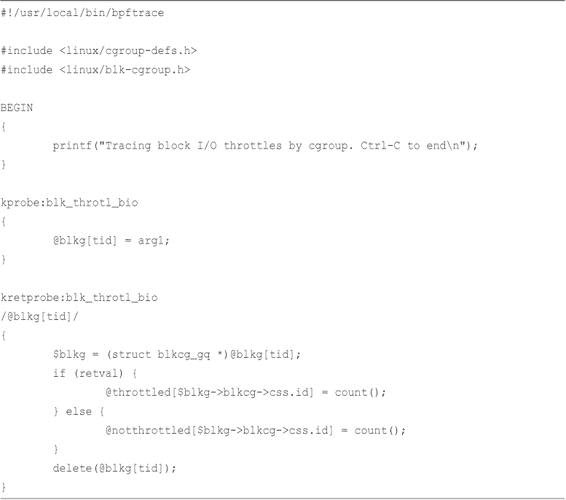 #!/usr/local/bin/bpftrace
#include <linux/cgroup-defs.h>
#include <linux/blk-cgroup.h>
BEGIN
{
        printf("Tracing block I/O throttles by cgroup. Ctrl-C to end\n");
}
kprobe:blk_throtl_bio
{
        @blkg[tid] = arg1;
}
kretprobe:blk_throtl_bio
/@blkg[tid]/
{
        $blkg = (struct blkcg_gq *)@blkg[tid];
        if (retval) {
                @throttled[$blkg->blkcg->css.id] = count();
        } else {
                @notthrottled[$blkg->blkcg->css.id] = count();
        }
        delete(@blkg[tid]);
}